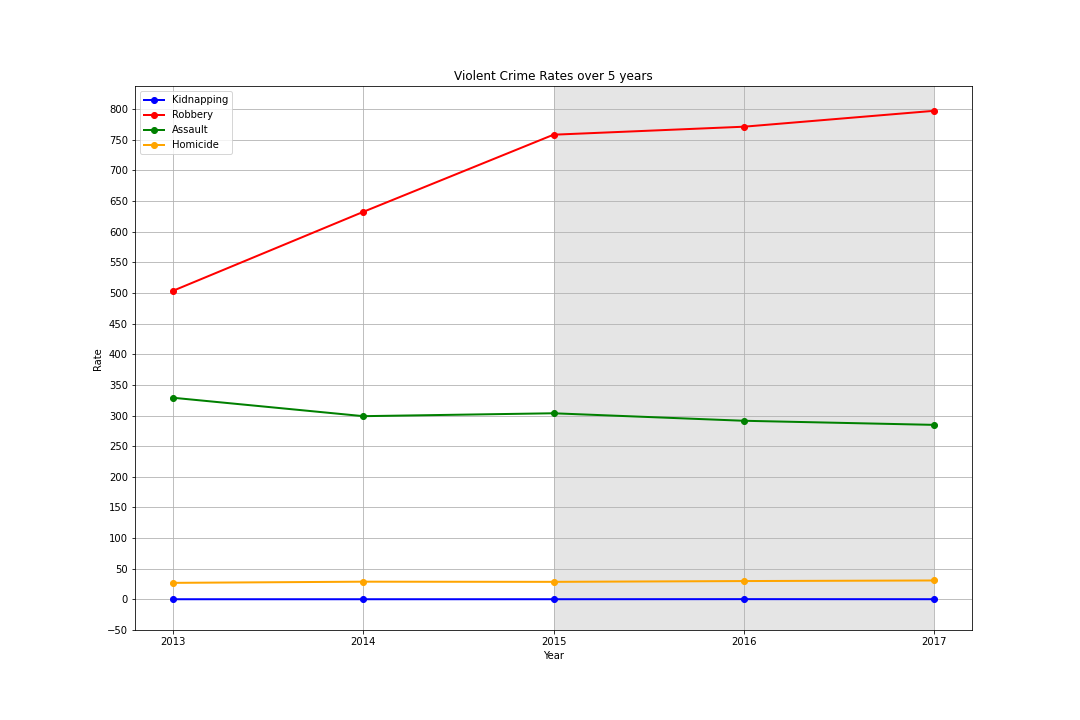 Violent Crime Rates over 5 years
Kidnapping
Robbery
Assault
Homicide
Rate
800
750
700
650
600
550
500
450
400
350
300
250
200
150
100
50
0
−50
2013 2014 2015 2016 2017
Year